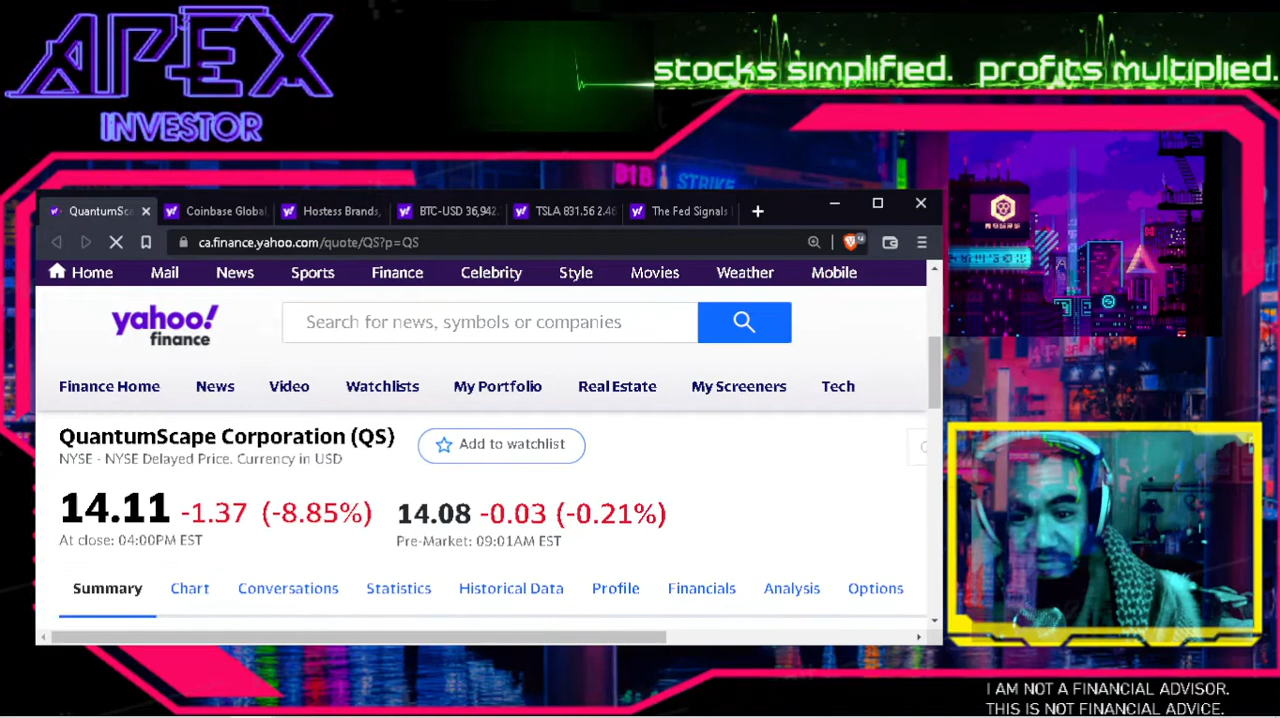 APEX
INVESTOR
stocks simplified. profits multiplied.
B1B
STRIKE
QuantumSca
Coinbase Global,
Hostess Brands,
BTC-USD 36,942.
TSLA 831.56 2.46
The Fed Signals
ca.finance.yahoo.com/quote/QS?p=QS
Home Mail News Sports Finance Celebrity Style Movies Weather Mobile
yahoo!
finance
Search for news, symbols or companies
Finance Home News Video Watchlists My Portfolio Real Estate My Screeners Tech
QuantumScape Corporation (QS)
Add to watchlist
NYSE - NYSE Delayed Price. Currency in USD
14.11 -1.37 (-8.85%) 14.08 -0.03 (-0.21%)
At close: 04:00PM EST
Pre-Market: 09:01AM EST
Summary Chart Conversations Statistics Historical Data Profile Financials Analysis Options
I AM NOT A FINANCIAL ADVISOR.
THIS IS NOT FINANCIAL ADVICE.